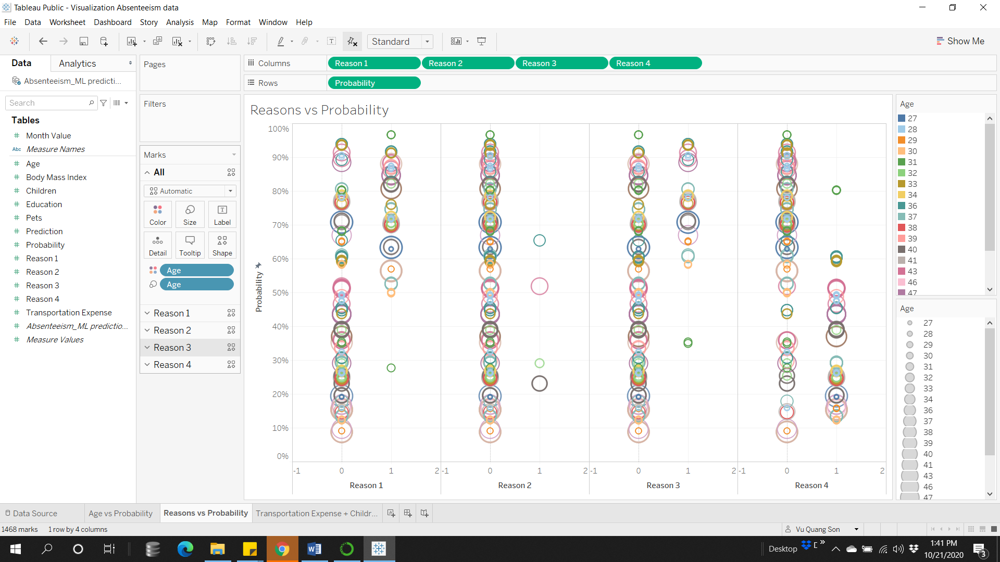 Tableau Public - Visualization Absenteeism data
File Data Worksheet Dashboard Story Analysis Map Format Window Help
Standard
Show Me
Data
Analytics
Absenteeism_ML predicti...
Search
Tables
Month Value
Abc Measure Names
Age
Body Mass Index
Children
Education
Pets
Prediction
Probability
Reason 1
Reason 2
Reason 3
Reason 4
Transportation Expense
Absenteeism_ML predictio...
Measure Values
Pages
Filters
Marks
All
Automatic
Color Size Label
Detail Tooltip Shape
Age
Age
Reason 1
Reason 2
Reason 3
Reason 4
Columns Reason 1 Reason 2 Reason 3 Reason 4
Rows Probability
Reasons vs Probability
Probability
100%
90%
80%
70%
60%
50%
40%
30%
20%
10%
0%
-1 0 1 2 -1 0 1 2 -1 0 1 2 -1 0 1 2
Reason 1 Reason 2 Reason 3 Reason 4
Age
27
28
29
30
31
32
33
34
36
37
38
39
40
41
43
46
47
Age
27
28
29
30
31
32
33
34
36
37
38
39
40
41
43
46
47
Data Source Age vs Probability Reasons vs Probability Transportation Expense + Childr...
1468 marks 1 row by 4 columns Vu Quang Son
Desktop
1:41 PM
10/21/2020
3